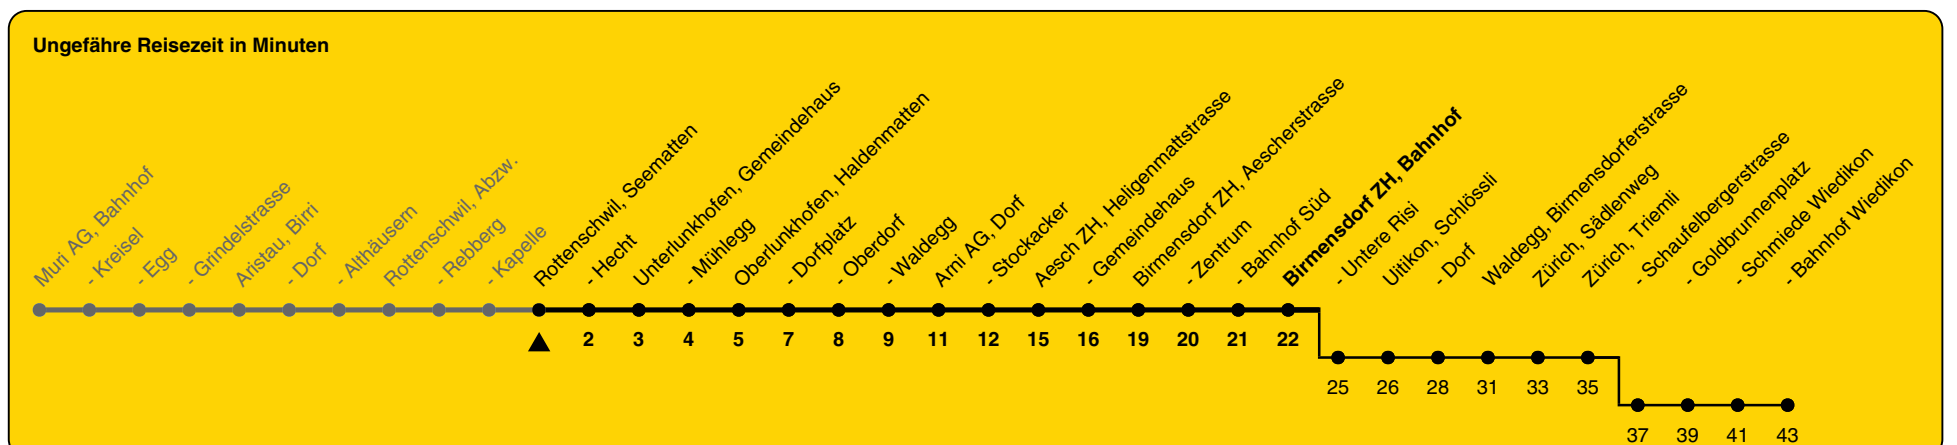 Ungefähre Reisezeit in Minuten
Muri AG, Bahnhof
- Kreisel
- Egg
- Grindelstrasse
Aristau, Birri
- Dorf
- Althäusern
Rottenschwil, Abzw.
- Rebberg
- Kapelle
Rottenschwil, Seematten
- Hecht
Unterlunkhofen, Gemeindehaus
- Mühlegg
Oberlunkhofen, Haldenmatten
- Dorfplatz
- Oberdorf
- Waldegg
Arni AG, Dorf
- Stockacker
Aesch ZH, Heligenmattstrasse
- Gemeindehaus
Birmensdorf ZH, Aescherstrasse
- Zentrum
- Bahnhof Süd
Birmensdorf ZH, Bahnhof
- Untere Risi
Uitikon, Schlössli
- Dorf
Waldegg, Birmensdorferstrasse
Zürich, Sädlenweg
Zürich, Triemli
- Schaufelbergerstrasse
- Goldbrunnenplatz
- Schmiede Wiedikon
- Bahnhof Wiedikon
2 3 4 5 7 8 9 11 12 15 16 19 20 21 22
25 26 28 31 33 35
37 39 41 43